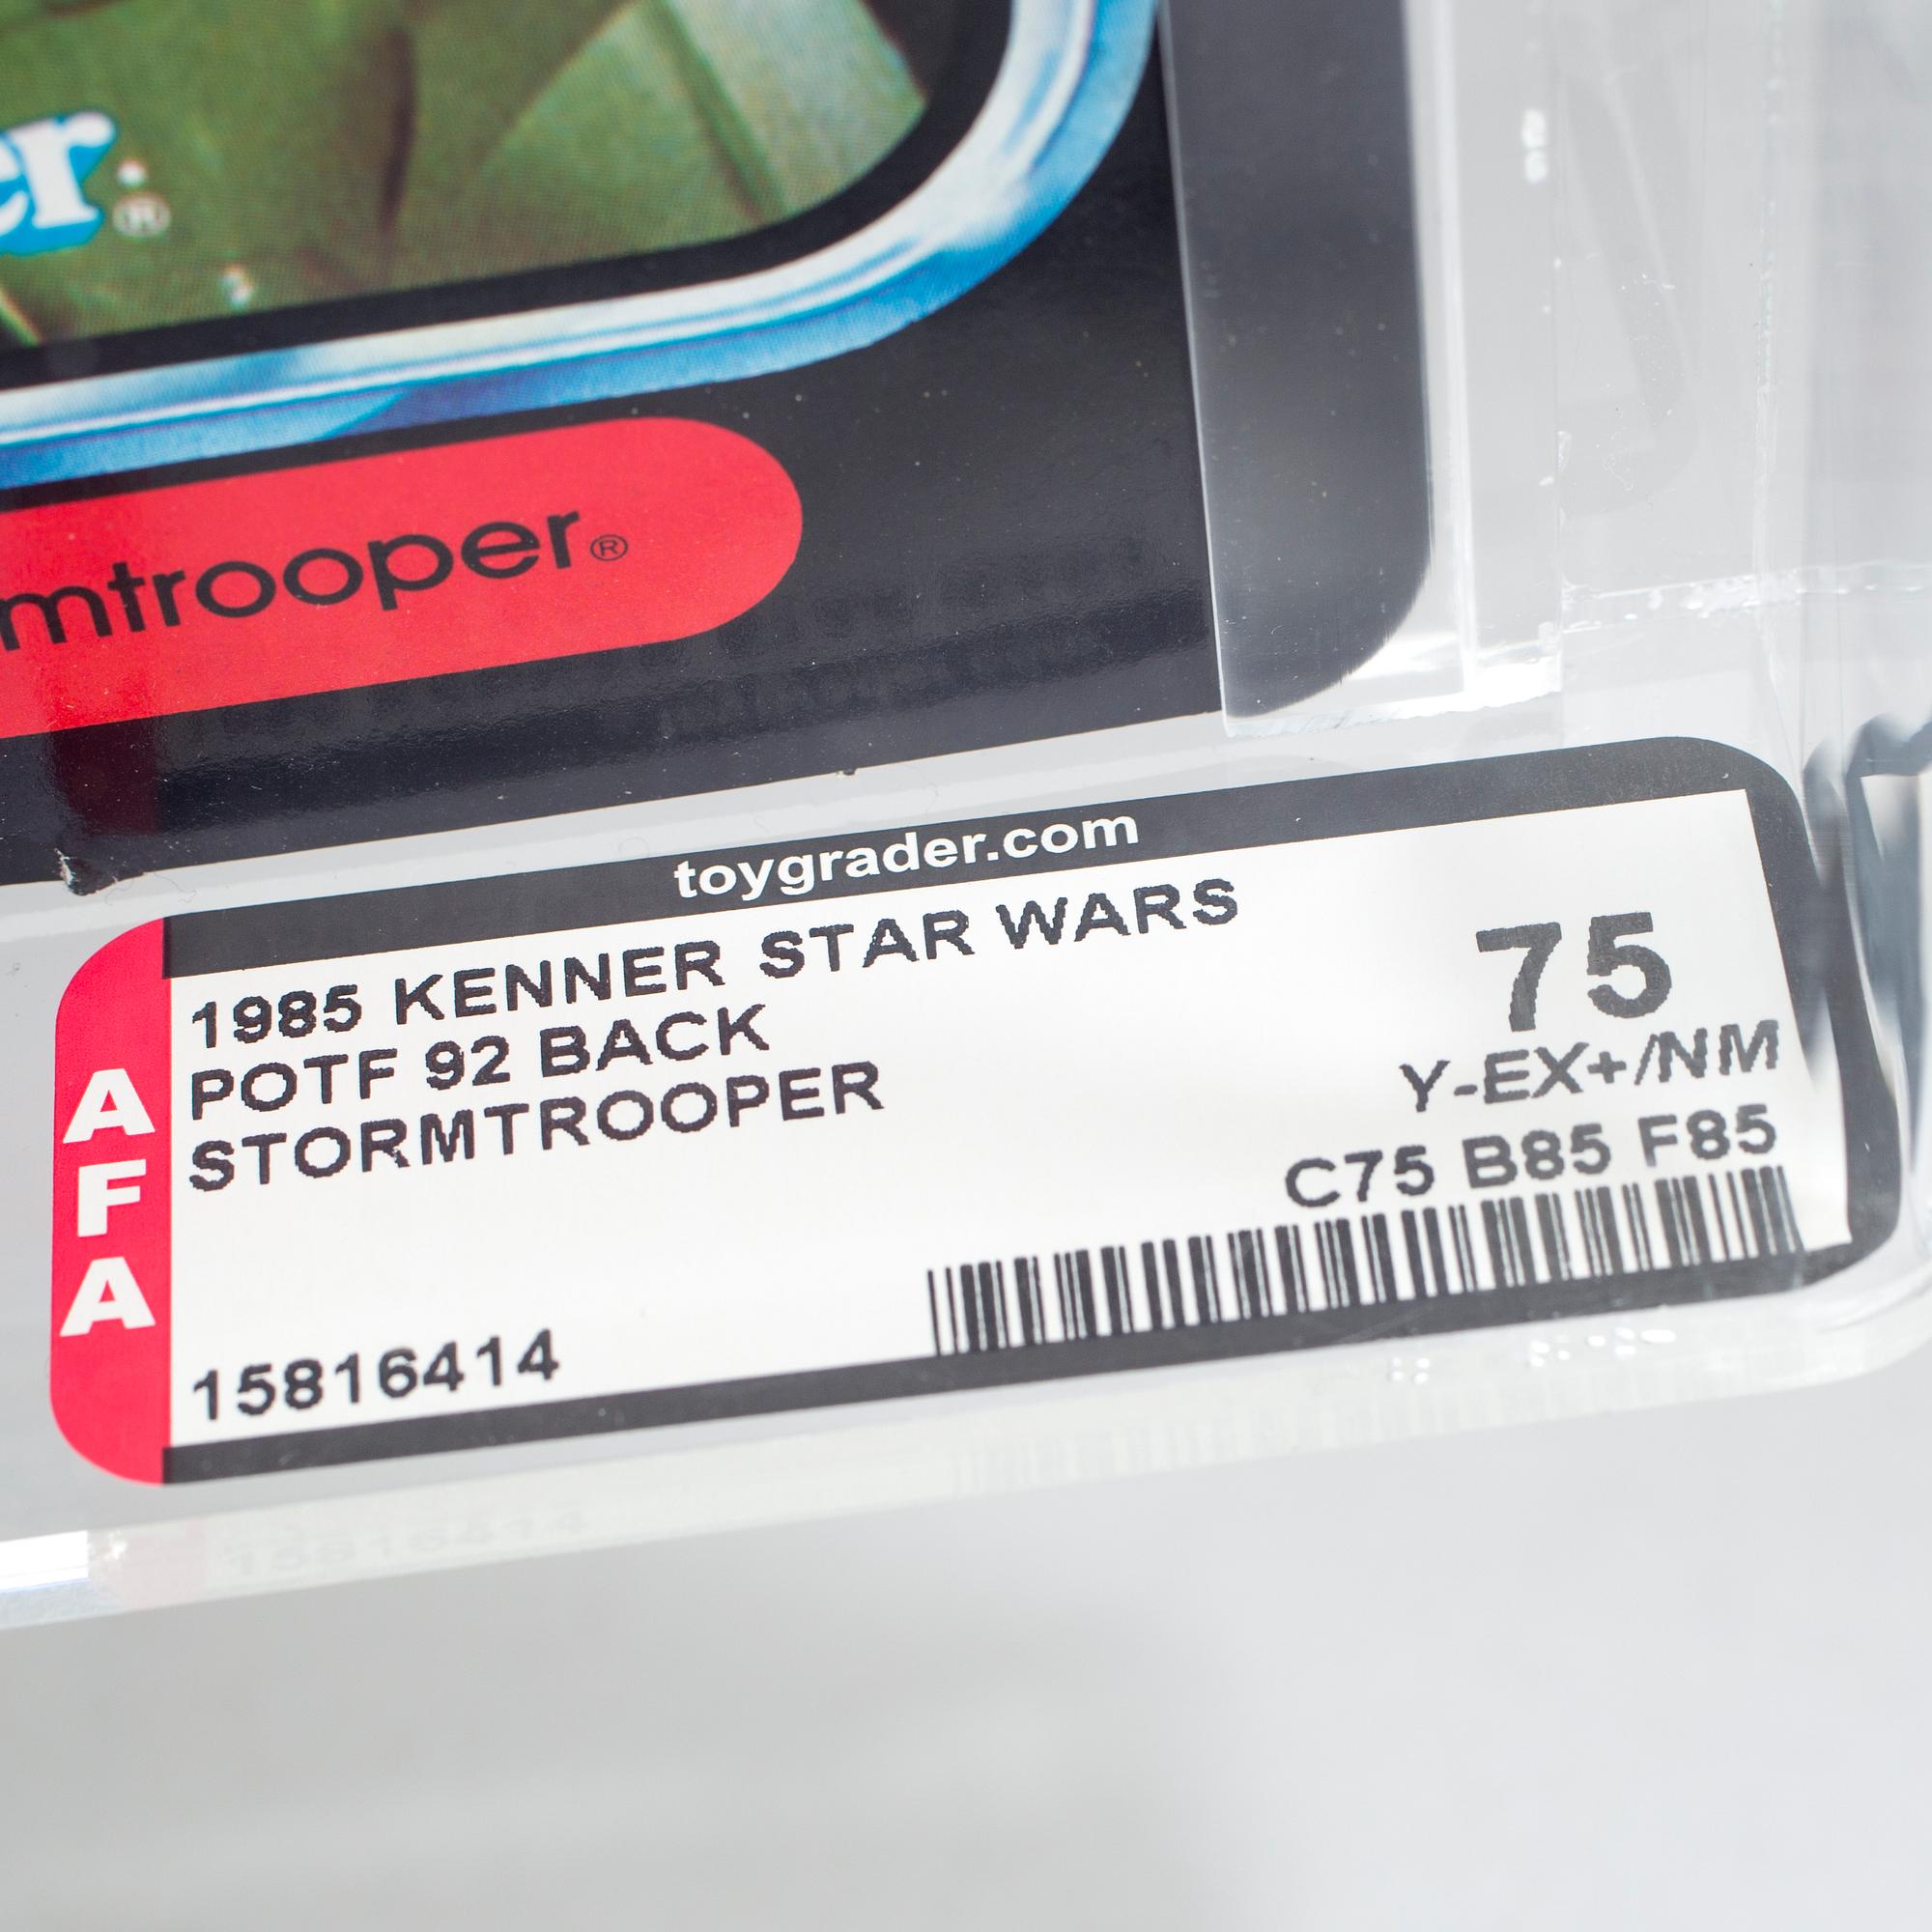 er®
mtrooper®
toygrader.com
AFA
1985 KENNER STAR WARS
POTF 92 BACK
STORMTROOPER
75
Y-EX+/NM
C75 B85 F85
15816414